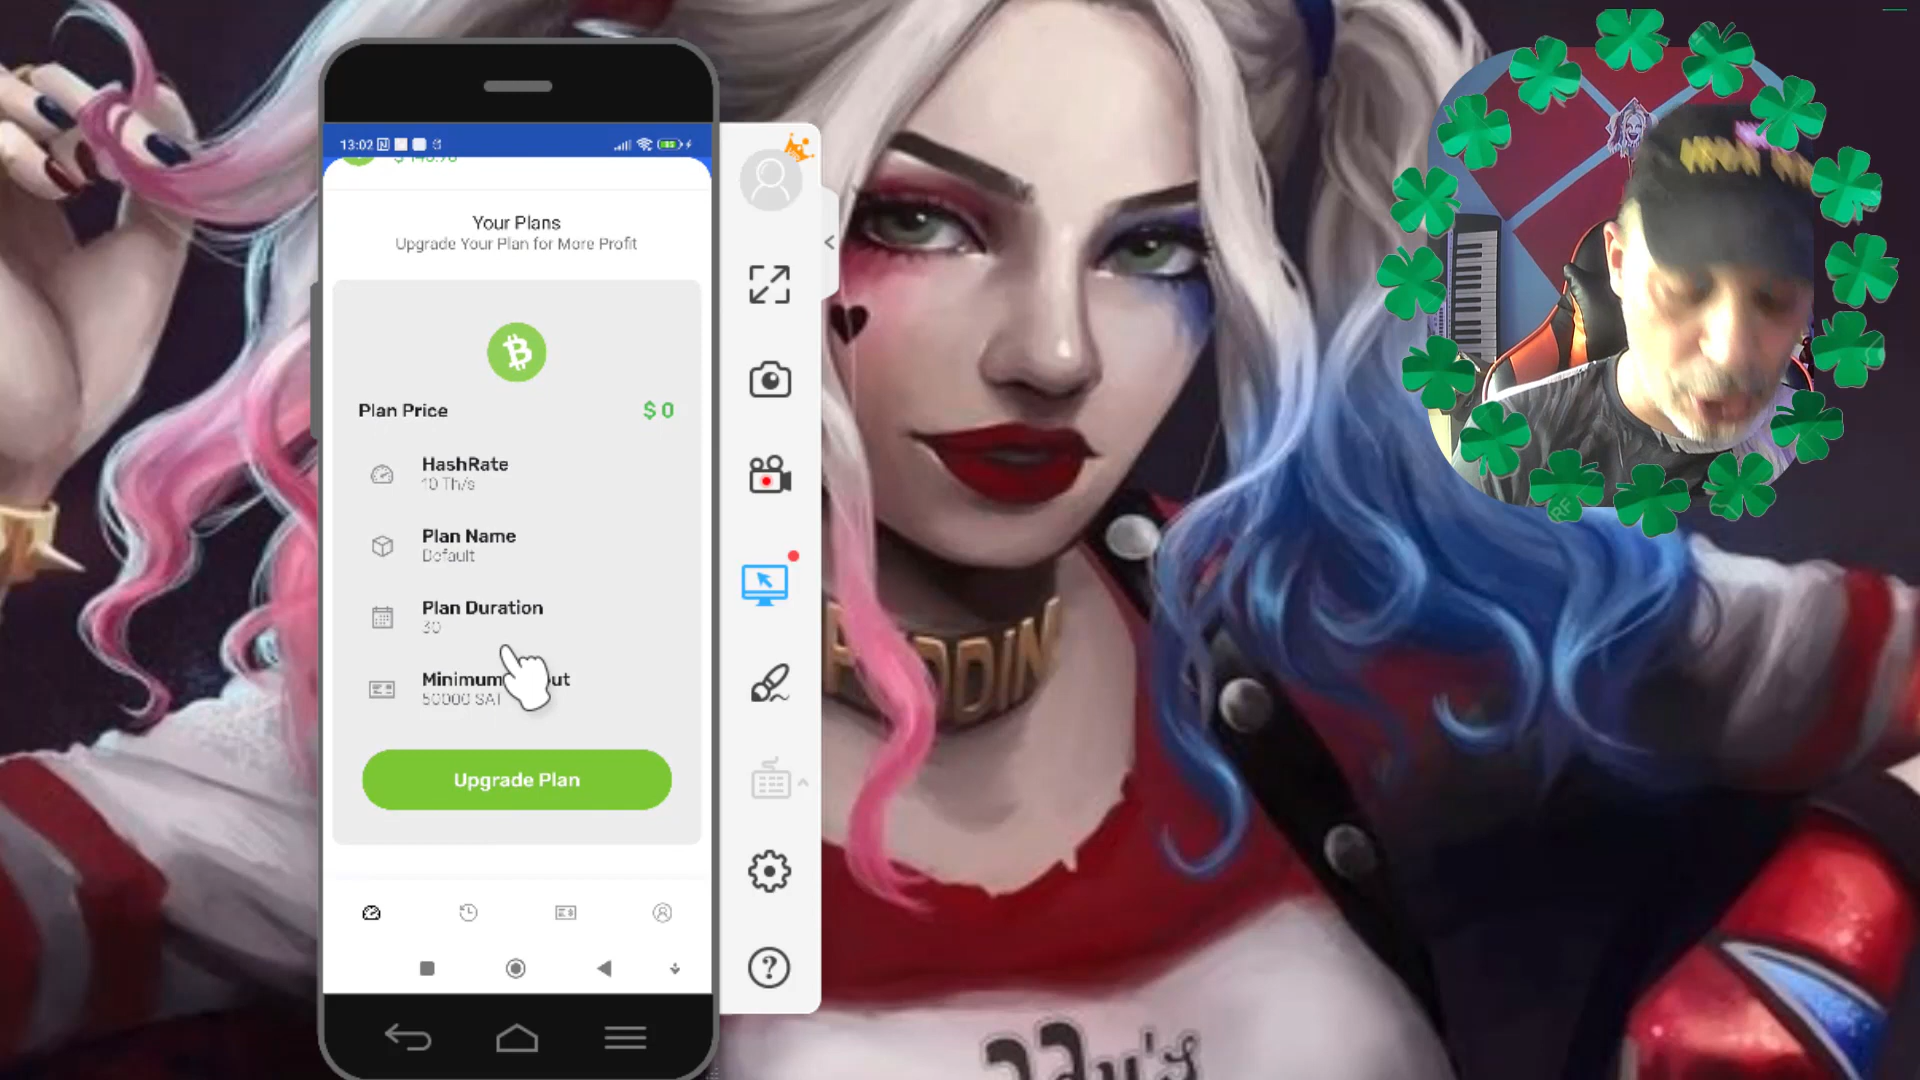 13:02
Your Plans
Upgrade Your Plan for More Profit
Plan Price
$ 0
HashRate
10 Th/s
Plan Name
Default
Plan Duration
30
Minimum
50000 SAT
Upgrade Plan
RF